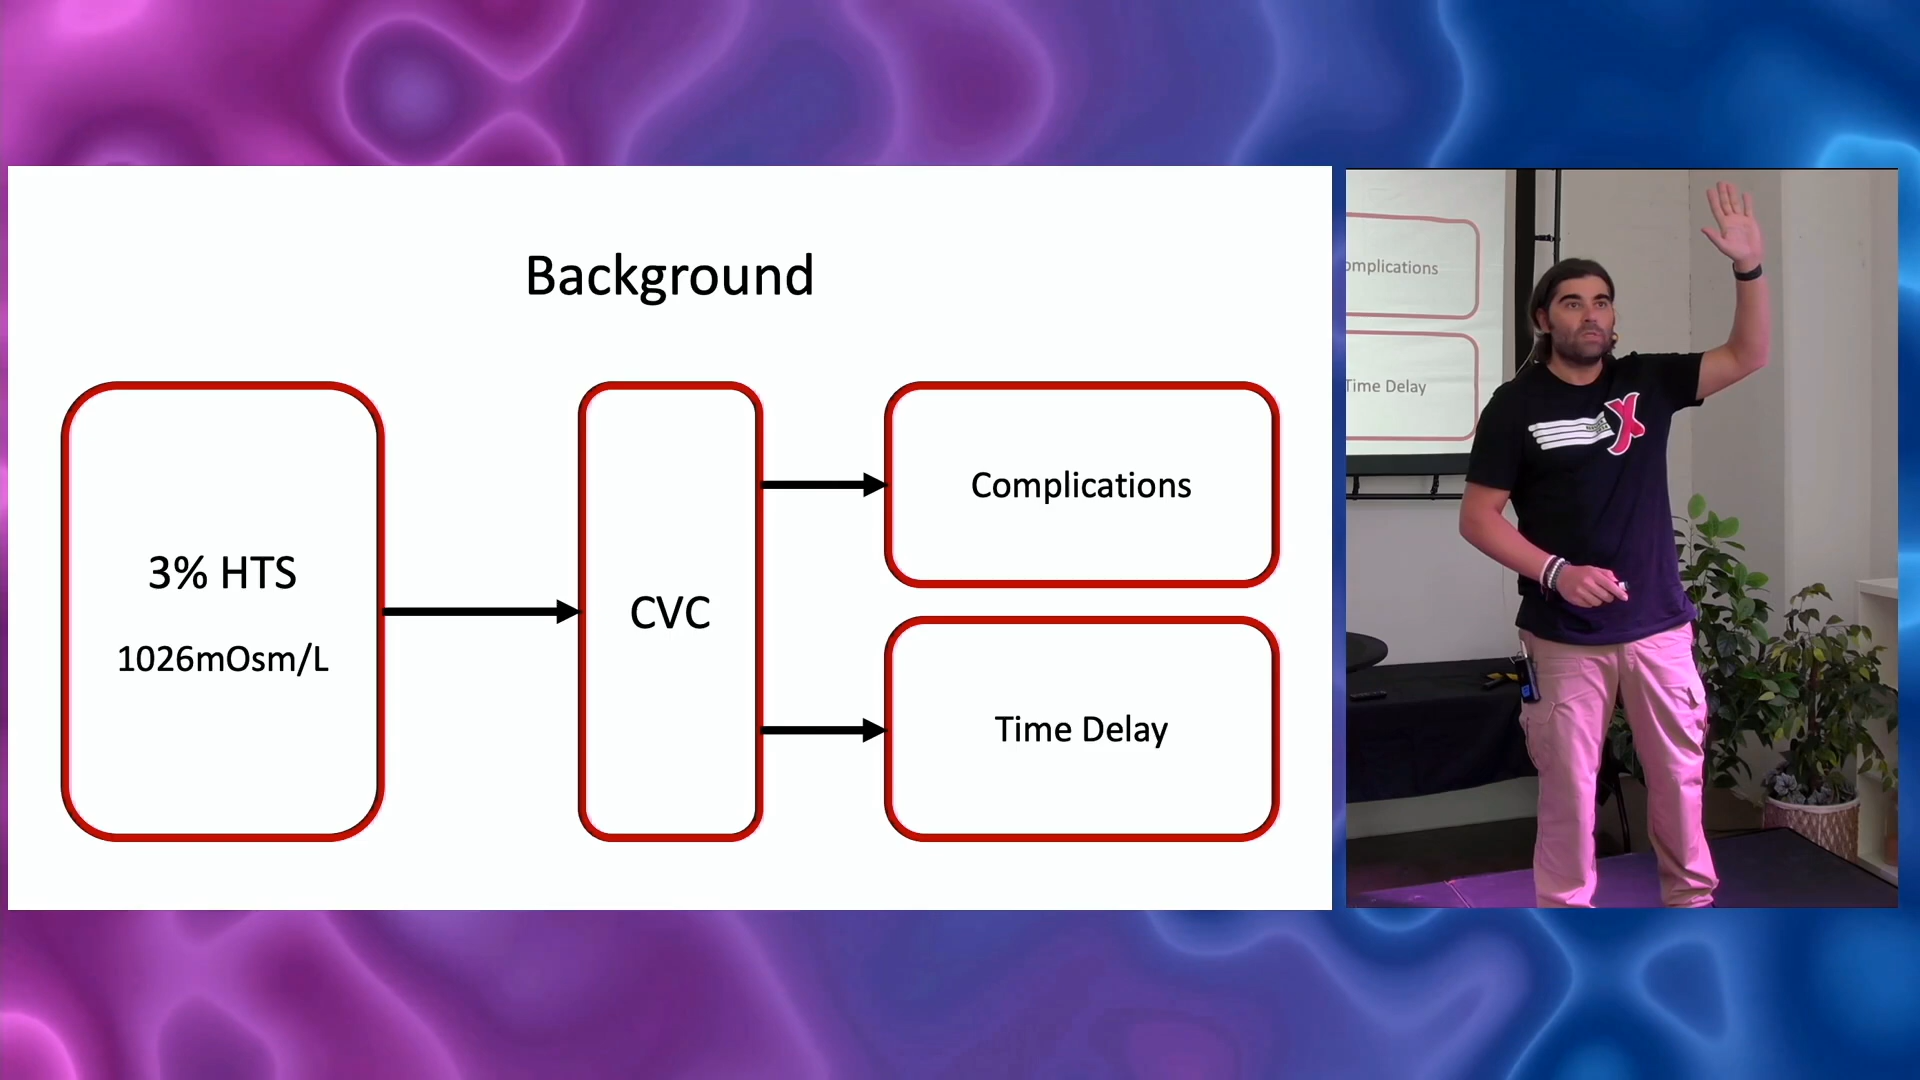 Background
3% HTS
1026mOsm/L
CVC
Complications
Time Delay
omplications
Time Delay